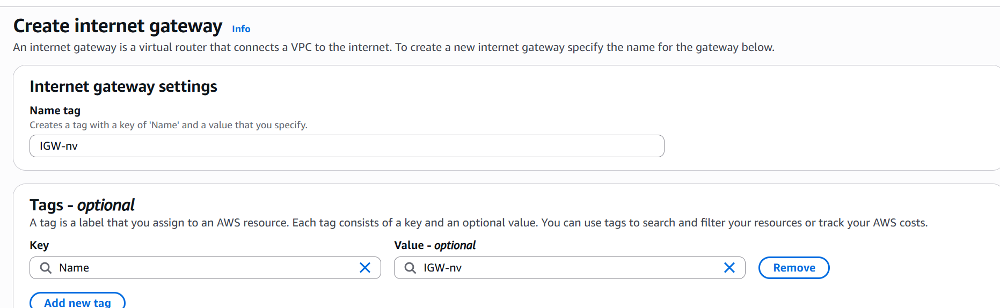 Create internet gateway Info
An internet gateway is a virtual router that connects a VPC to the internet. To create a new internet gateway specify the name for the gateway below.
Internet gateway settings
Name tag
Creates a tag with a key of 'Name' and a value that you specify.
IGW-nv
Tags - optional
A tag is a label that you assign to an AWS resource. Each tag consists of a key and an optional value. You can use tags to search and filter your resources or track your AWS costs.
Key Value - optional
Name IGW-nv Remove
Add new tag